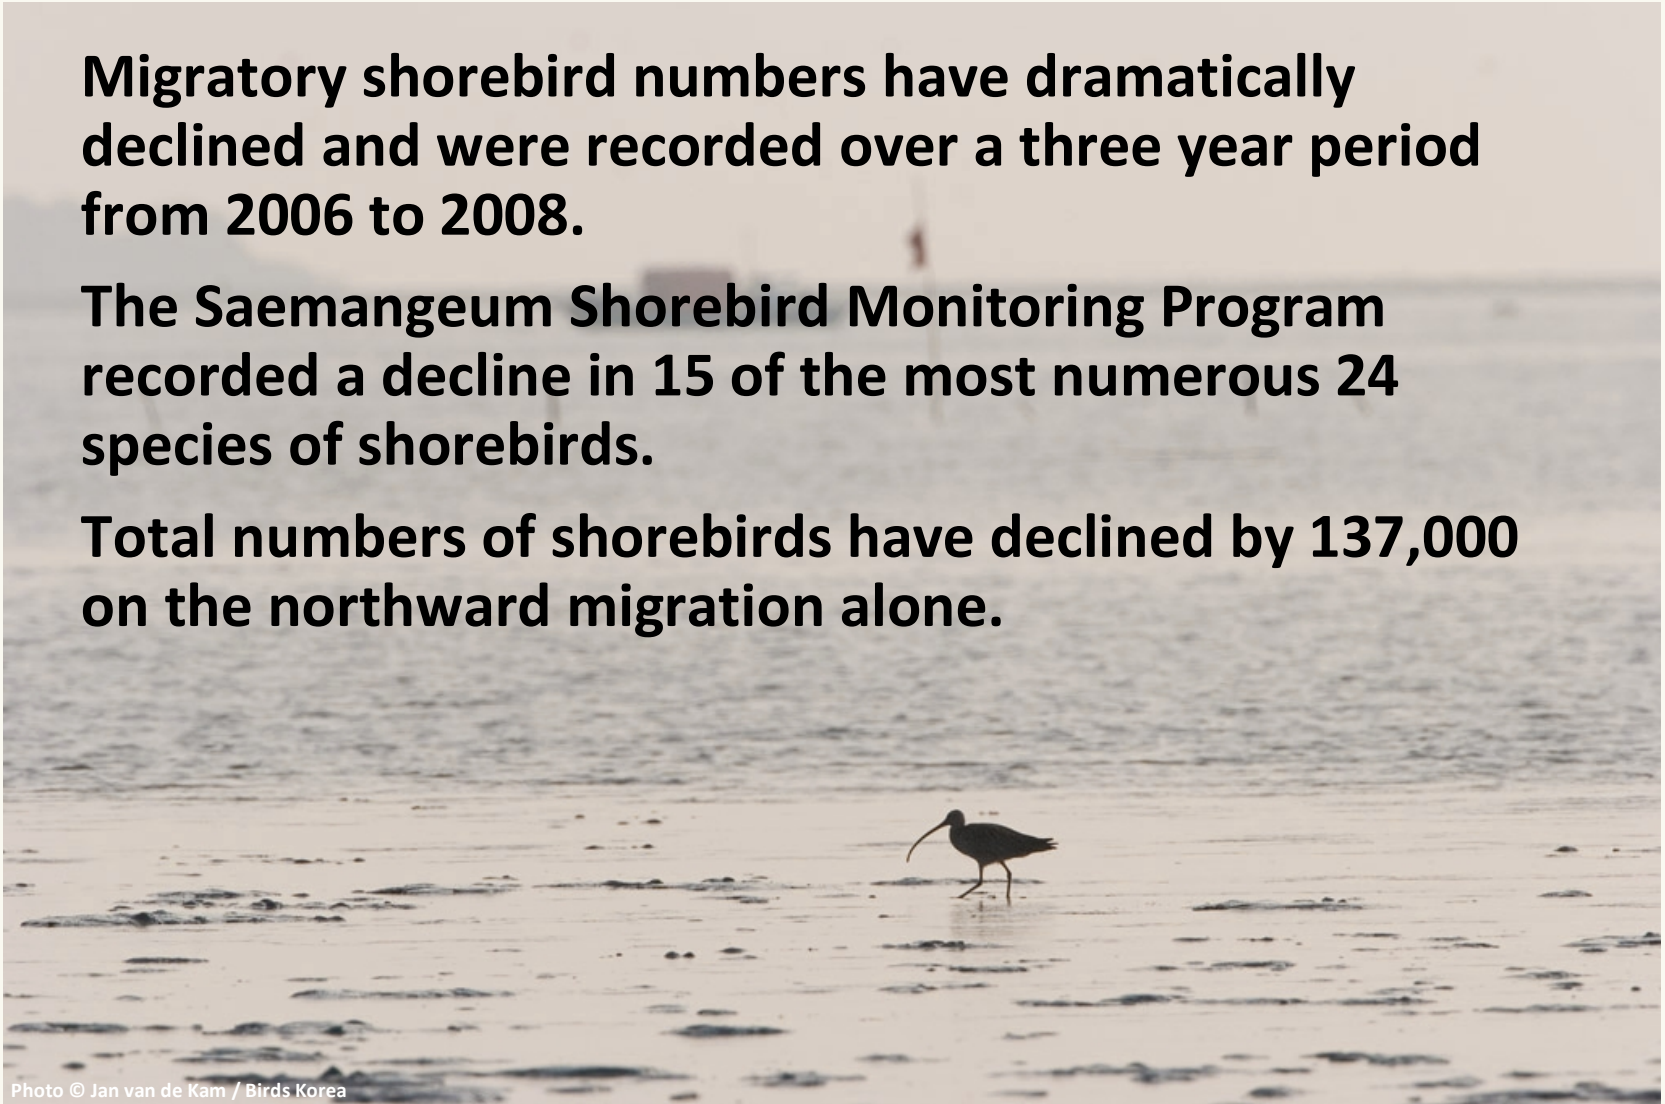 Migratory shorebird numbers have dramatically
declined and were recorded over a three year period
from 2006 to 2008.
The Saemangeum Shorebird Monitoring Program
recorded a decline in 15 of the most numerous 24
species of shorebirds.
Total numbers of shorebirds have declined by 137,000
on the northward migration alone.
Photo © Jan van de Kam / Birds Korea